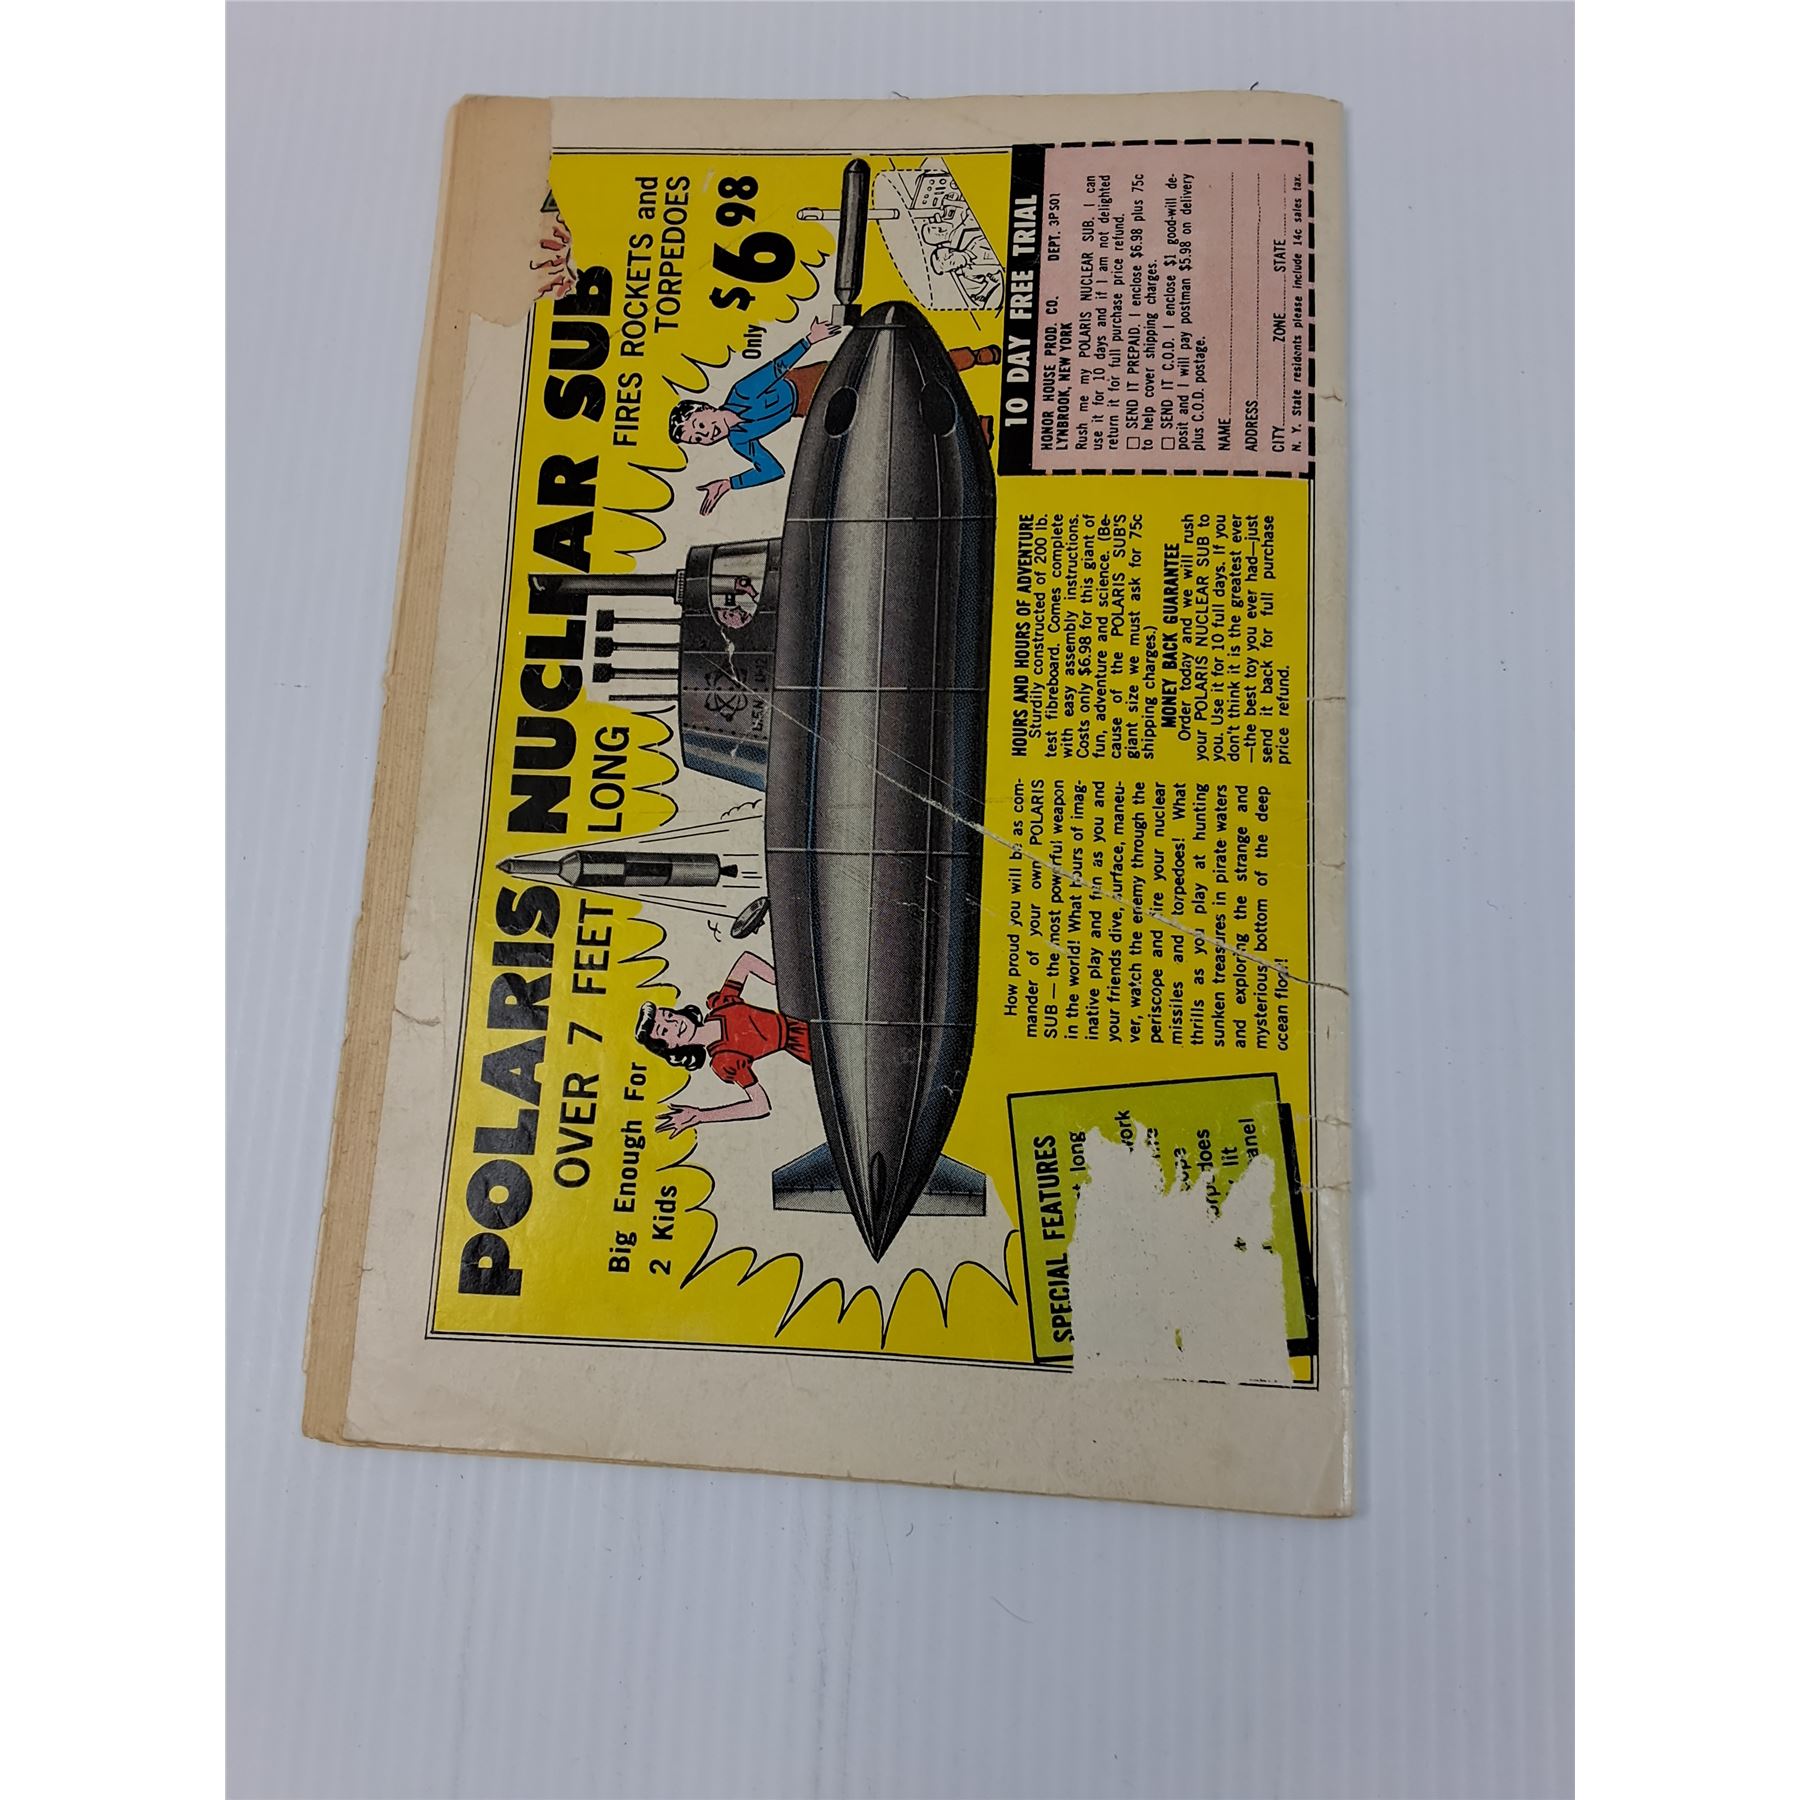 POLARIS NUCLEAR SUB
OVER 7 FEET LONG
FIRES ROCKETS and
TORPEDOES
Big Enough For
2 Kids
Only $6.98
U.S.N.
U-12
SPECIAL FEATURES
long
work
does
lit
How proud you will be as com-
mander of your own POLARIS
SUB — the most powerful weapon
in the world! What hours of imag-
inative play and fun as you and
your friends dive, surface, maneu-
ver, watch the enemy through the
periscope and fire your nuclear
missiles and torpedoes! What
thrills as you play at hunting
sunken treasures in pirate waters
and exploring the strange and
mysterious bottom of the deep
ocean floor!
HOURS AND HOURS OF ADVENTURE
Sturdily constructed of 200 lb.
test fibreboard. Comes complete
with easy assembly instructions.
Costs only $6.98 for this giant of
fun, adventure and science. (Be-
cause of the POLARIS SUB'S
giant size we must ask for 75c
shipping charges.)
MONEY BACK GUARANTEE
Order today and we will rush
your POLARIS NUCLEAR SUB to
you. Use it for 10 full days. If you
don't think it is the greatest ever
—the best toy you ever had—just
send it back for full purchase
price refund.
10 DAY FREE TRIAL
HONOR HOUSE PROD. CO. DEPT. 3PS01
LYNBROOK, NEW YORK
Rush me my POLARIS NUCLEAR SUB. I can
use it for 10 days and if I am not delighted
return it for full purchase price refund.
☐ SEND IT PREPAID. I enclose $6.98 plus 75c
to help cover shipping charges.
☐ SEND IT C.O.D. I enclose $1 good-will de-
posit and I will pay postman $5.98 on delivery
plus C.O.D. postage.
NAME
ADDRESS
CITY ZONE STATE
N. Y. State residents please include 14c sales tax.